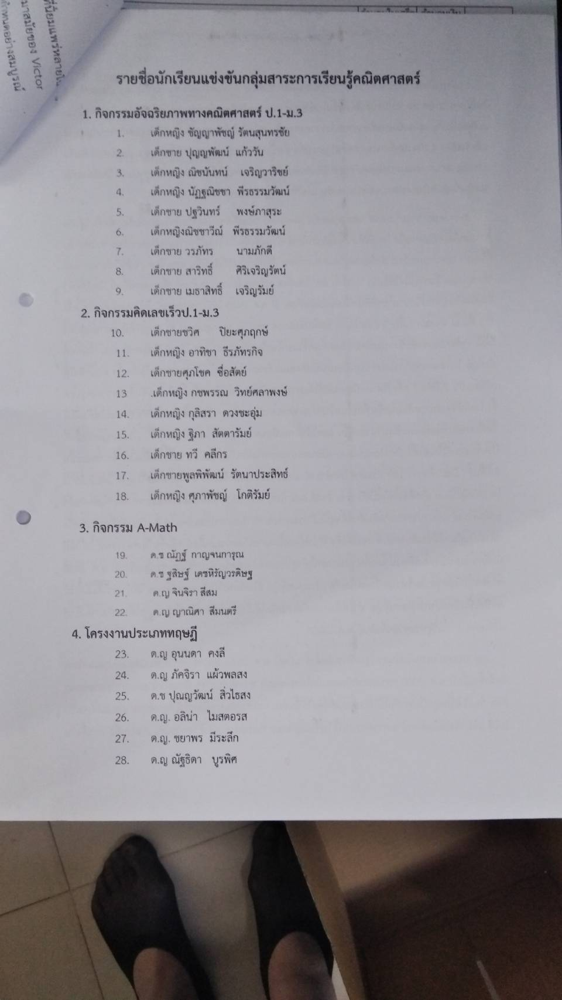 ที่นิยมแพร่หลายใน
มาสมัยของ Victor
กำหนดอย่างสมบูรณ์
รายชื่อนักเรียนแข่งขันกลุ่มสาระการเรียนรู้คณิตศาสตร์
1. กิจกรรมอัจฉริยภาพทางคณิตศาสตร์ ป.1-ม.3
1. เด็กหญิง ชัญญาพัชญ์ รัตนสุนทรชัย
2. เด็กชาย ปุญญพัฒน์ แก้ววัน
3. เด็กหญิง ณิชนันทน์ เจริญวาริชย์
4. เด็กหญิง นัฏฐณิชชา พีรธรรมวัฒน์
5. เด็กชาย ปฐวินทร์ พงษ์ภาสุระ
6. เด็กหญิงณิชชาวีณ์ พีรธรรมวัฒน์
7. เด็กชาย วรภัทร นามภักดี
8. เด็กชาย สาริทธิ์ ศิริเจริญรัตน์
9. เด็กชาย เมธาสิทธิ์ เจริญรัมย์
2. กิจกรรมคิดเลขเร็วป.1-ม.3
10. เด็กชายชวิศ ปิยะศุภฤกษ์
11. เด็กหญิง อาทิชา ธีรภัทรกิจ
12. เด็กชายศุภโชค ซื่อสัตย์
13 .เด็กหญิง กชพรรณ วิทย์ศลาพงษ์
14. เด็กหญิง กุลิสรา ดวงชะอุ่ม
15. เด็กหญิง ฐิภา สัตตารัมย์
16. เด็กชาย ทวี คลีกร
17. เด็กชายพูลพิพัฒน์ รัตนาประสิทธ์
18. เด็กหญิง ศุภาพัชญ์ โกติรัมย์
3. กิจกรรม A-Math
19. ด.ช ณัฏฐ์ กาญจนการุณ
20. ด.ช ฐสิษฐ์ เดชหิรัญวรดิษฐ
21. ด.ญ จินจิรา สีสม
22. ด.ญ ญาณิศา สีมนตรี
4. โครงงานประเภททฤษฎี
23. ด.ญ อุนนดา คงลี
24. ด.ญ ภัคจิรา แผ้วพลสง
25. ด.ช ปุณญวัฒน์ สิ่วไธสง
26. ด.ญ. อลิน่า ไมสตอรส
27. ด.ญ. ชยาพร มีระลึก
28. ด.ญ ณัฐธิดา บูรพิศ